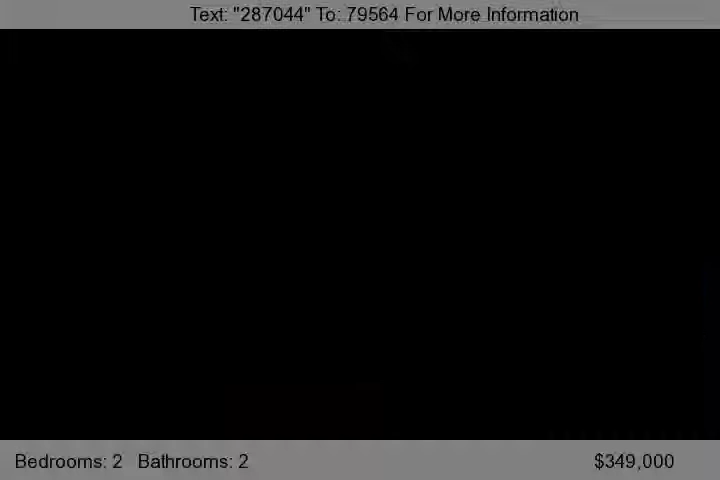 Text: "287044" To: 79564 For More Information
Bedrooms: 2 Bathrooms: 2 $349,000